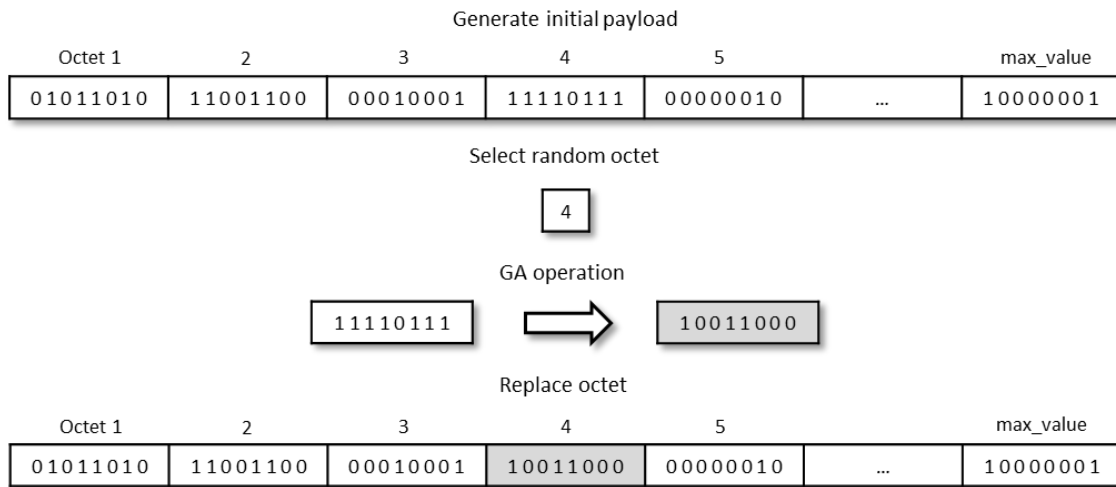 Generate initial payload
Octet 1 2 3 4 5 max_value
01011010 11001100 00010001 11110111 00000010 ... 10000001
Select random octet
4
GA operation
11110111 10011000
Replace octet
Octet 1 2 3 4 5 max_value
01011010 11001100 00010001 10011000 00000010 ... 10000001